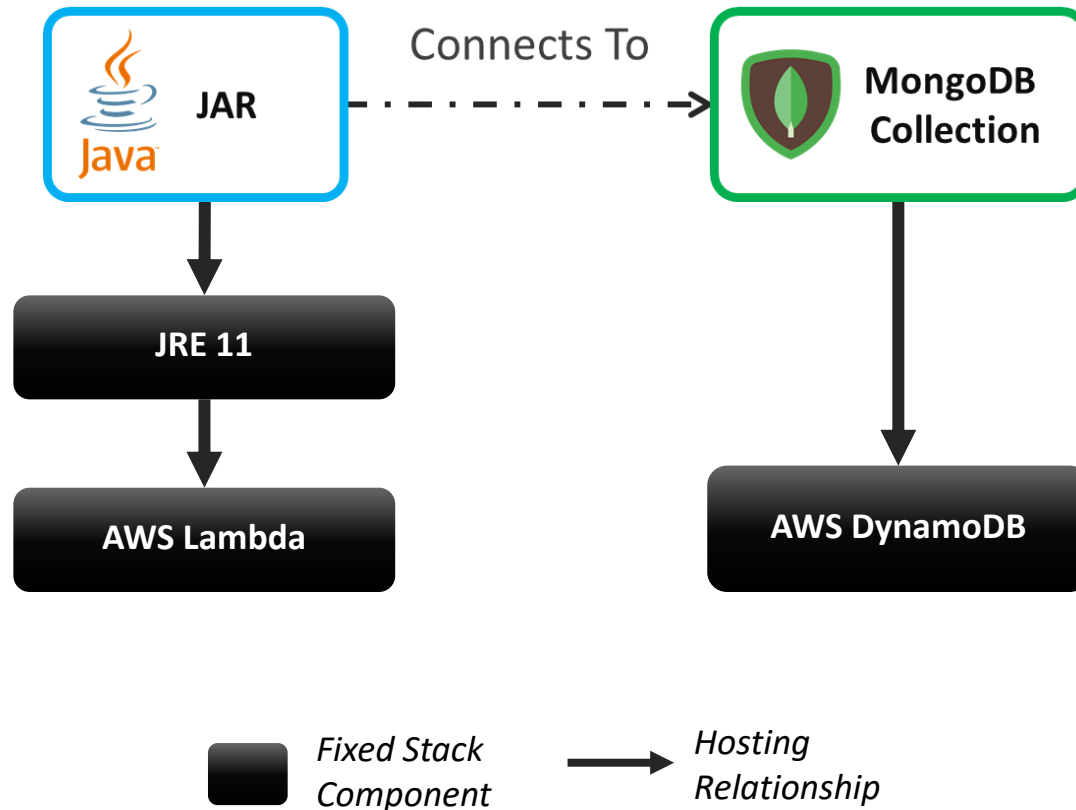 Connects To
Java
JAR
MongoDB
Collection
JRE 11
AWS Lambda
AWS DynamoDB
Fixed Stack
Component
Hosting
Relationship